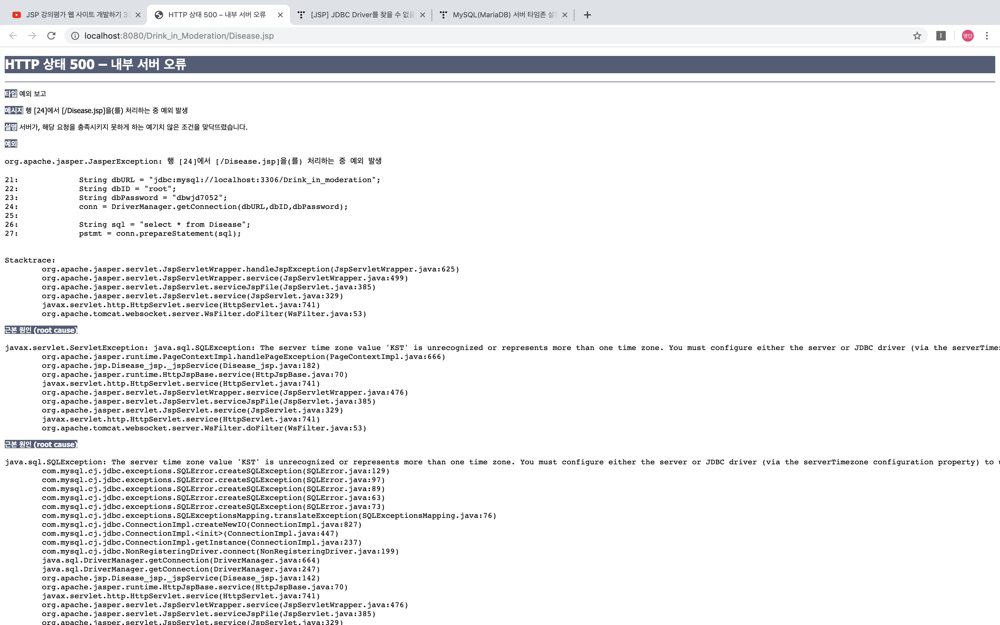 JSP 강의평가 웹 사이트 개발하기 3
HTTP 상태 500 – 내부 서버 오류
[JSP] JDBC Driver를 찾을 수 없을
MySQL(MariaDB) 서버 타임존 설정
localhost:8080/Drink_in_Moderation/Disease.jsp
영단
HTTP 상태 500 – 내부 서버 오류
타입 예외 보고
메시지 행 [24]에서 [/Disease.jsp]을(를) 처리하는 중 예외 발생
설명 서버가, 해당 요청을 충족시키지 못하게 하는 예기치 않은 조건을 맞닥뜨렸습니다.
예외
org.apache.jasper.JasperException: 행 [24]에서 [/Disease.jsp]을(를) 처리하는 중 예외 발생
21: String dbURL = "jdbc:mysql://localhost:3306/Drink_in_moderation";
22: String dbID = "root";
23: String dbPassword = "dbwjd7052";
24: conn = DriverManager.getConnection(dbURL,dbID,dbPassword);
25:
26: String sql = "select * from Disease";
27: pstmt = conn.prepareStatement(sql);
Stacktrace:
org.apache.jasper.servlet.JspServletWrapper.handleJspException(JspServletWrapper.java:625)
org.apache.jasper.servlet.JspServletWrapper.service(JspServletWrapper.java:499)
org.apache.jasper.servlet.JspServlet.serviceJspFile(JspServlet.java:385)
org.apache.jasper.servlet.JspServlet.service(JspServlet.java:329)
javax.servlet.http.HttpServlet.service(HttpServlet.java:741)
org.apache.tomcat.websocket.server.WsFilter.doFilter(WsFilter.java:53)
근본 원인 (root cause)
javax.servlet.ServletException: java.sql.SQLException: The server time zone value 'KST' is unrecognized or represents more than one time zone. You must configure either the server or JDBC driver (via the serverTime
org.apache.jasper.runtime.PageContextImpl.handlePageException(PageContextImpl.java:666)
org.apache.jsp.Disease_jsp._jspService(Disease_jsp.java:182)
org.apache.jasper.runtime.HttpJspBase.service(HttpJspBase.java:70)
javax.servlet.http.HttpServlet.service(HttpServlet.java:741)
org.apache.jasper.servlet.JspServletWrapper.service(JspServletWrapper.java:476)
org.apache.jasper.servlet.JspServlet.serviceJspFile(JspServlet.java:385)
org.apache.jasper.servlet.JspServlet.service(JspServlet.java:329)
javax.servlet.http.HttpServlet.service(HttpServlet.java:741)
org.apache.tomcat.websocket.server.WsFilter.doFilter(WsFilter.java:53)
근본 원인 (root cause)
java.sql.SQLException: The server time zone value 'KST' is unrecognized or represents more than one time zone. You must configure either the server or JDBC driver (via the serverTimezone configuration property) to
com.mysql.cj.jdbc.exceptions.SQLError.createSQLException(SQLError.java:129)
com.mysql.cj.jdbc.exceptions.SQLError.createSQLException(SQLError.java:97)
com.mysql.cj.jdbc.exceptions.SQLError.createSQLException(SQLError.java:89)
com.mysql.cj.jdbc.exceptions.SQLError.createSQLException(SQLError.java:63)
com.mysql.cj.jdbc.exceptions.SQLError.createSQLException(SQLError.java:73)
com.mysql.cj.jdbc.exceptions.SQLExceptionsMapping.translateException(SQLExceptionsMapping.java:76)
com.mysql.cj.jdbc.ConnectionImpl.createNewIO(ConnectionImpl.java:827)
com.mysql.cj.jdbc.ConnectionImpl.<init>(ConnectionImpl.java:447)
com.mysql.cj.jdbc.ConnectionImpl.getInstance(ConnectionImpl.java:237)
com.mysql.cj.jdbc.NonRegisteringDriver.connect(NonRegisteringDriver.java:199)
java.sql.DriverManager.getConnection(DriverManager.java:664)
java.sql.DriverManager.getConnection(DriverManager.java:247)
org.apache.jsp.Disease_jsp._jspService(Disease_jsp.java:142)
org.apache.jasper.runtime.HttpJspBase.service(HttpJspBase.java:70)
javax.servlet.http.HttpServlet.service(HttpServlet.java:741)
org.apache.jasper.servlet.JspServletWrapper.service(JspServletWrapper.java:476)
org.apache.jasper.servlet.JspServlet.serviceJspFile(JspServlet.java:385)
org.apache.jasper.servlet.JspServlet.service(JspServlet.java:329)